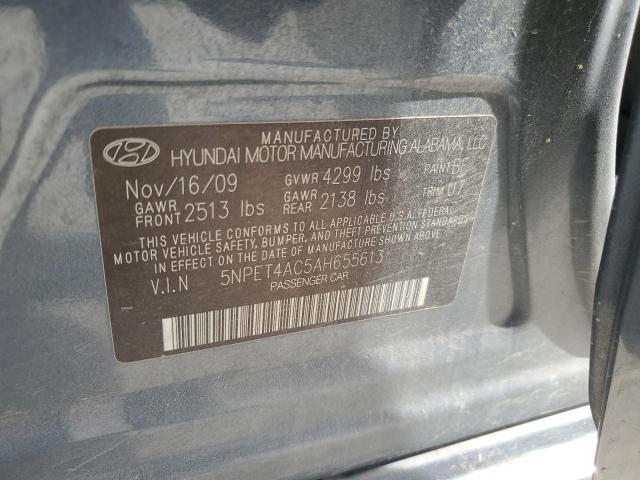 MANUFACTURED BY
HYUNDAI MOTOR MANUFACTURING ALABAMA, LLC
Nov/16/09 GVWR 4299 lbs PAINT
GAWR FRONT 2513 lbs GAWR REAR 2138 lbs TRIM
THIS VEHICLE CONFORMS TO ALL APPLICABLE U.S.A. FEDERAL
MOTOR VEHICLE SAFETY, BUMPER, AND THEFT PREVENTION STANDARDS
IN EFFECT ON THE DATE OF MANUFACTURE SHOWN ABOVE.
V.I.N 5NPET4AC5AH655613
PASSENGER CAR